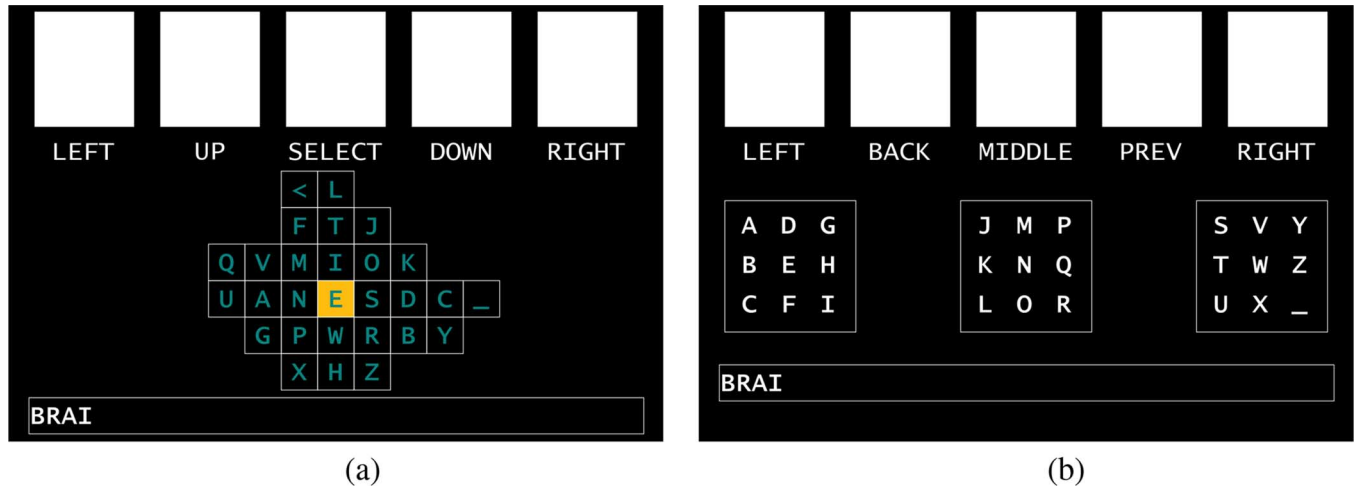 LEFT UP SELECT DOWN RIGHT
< L
F T J
Q V M I O K
U A N E S D C _
G P W R B Y
X H Z
BRAI
(a)
LEFT BACK MIDDLE PREV RIGHT
A D G J M P S V Y
B E H K N Q T W Z
C F I L O R U X _
BRAI
(b)